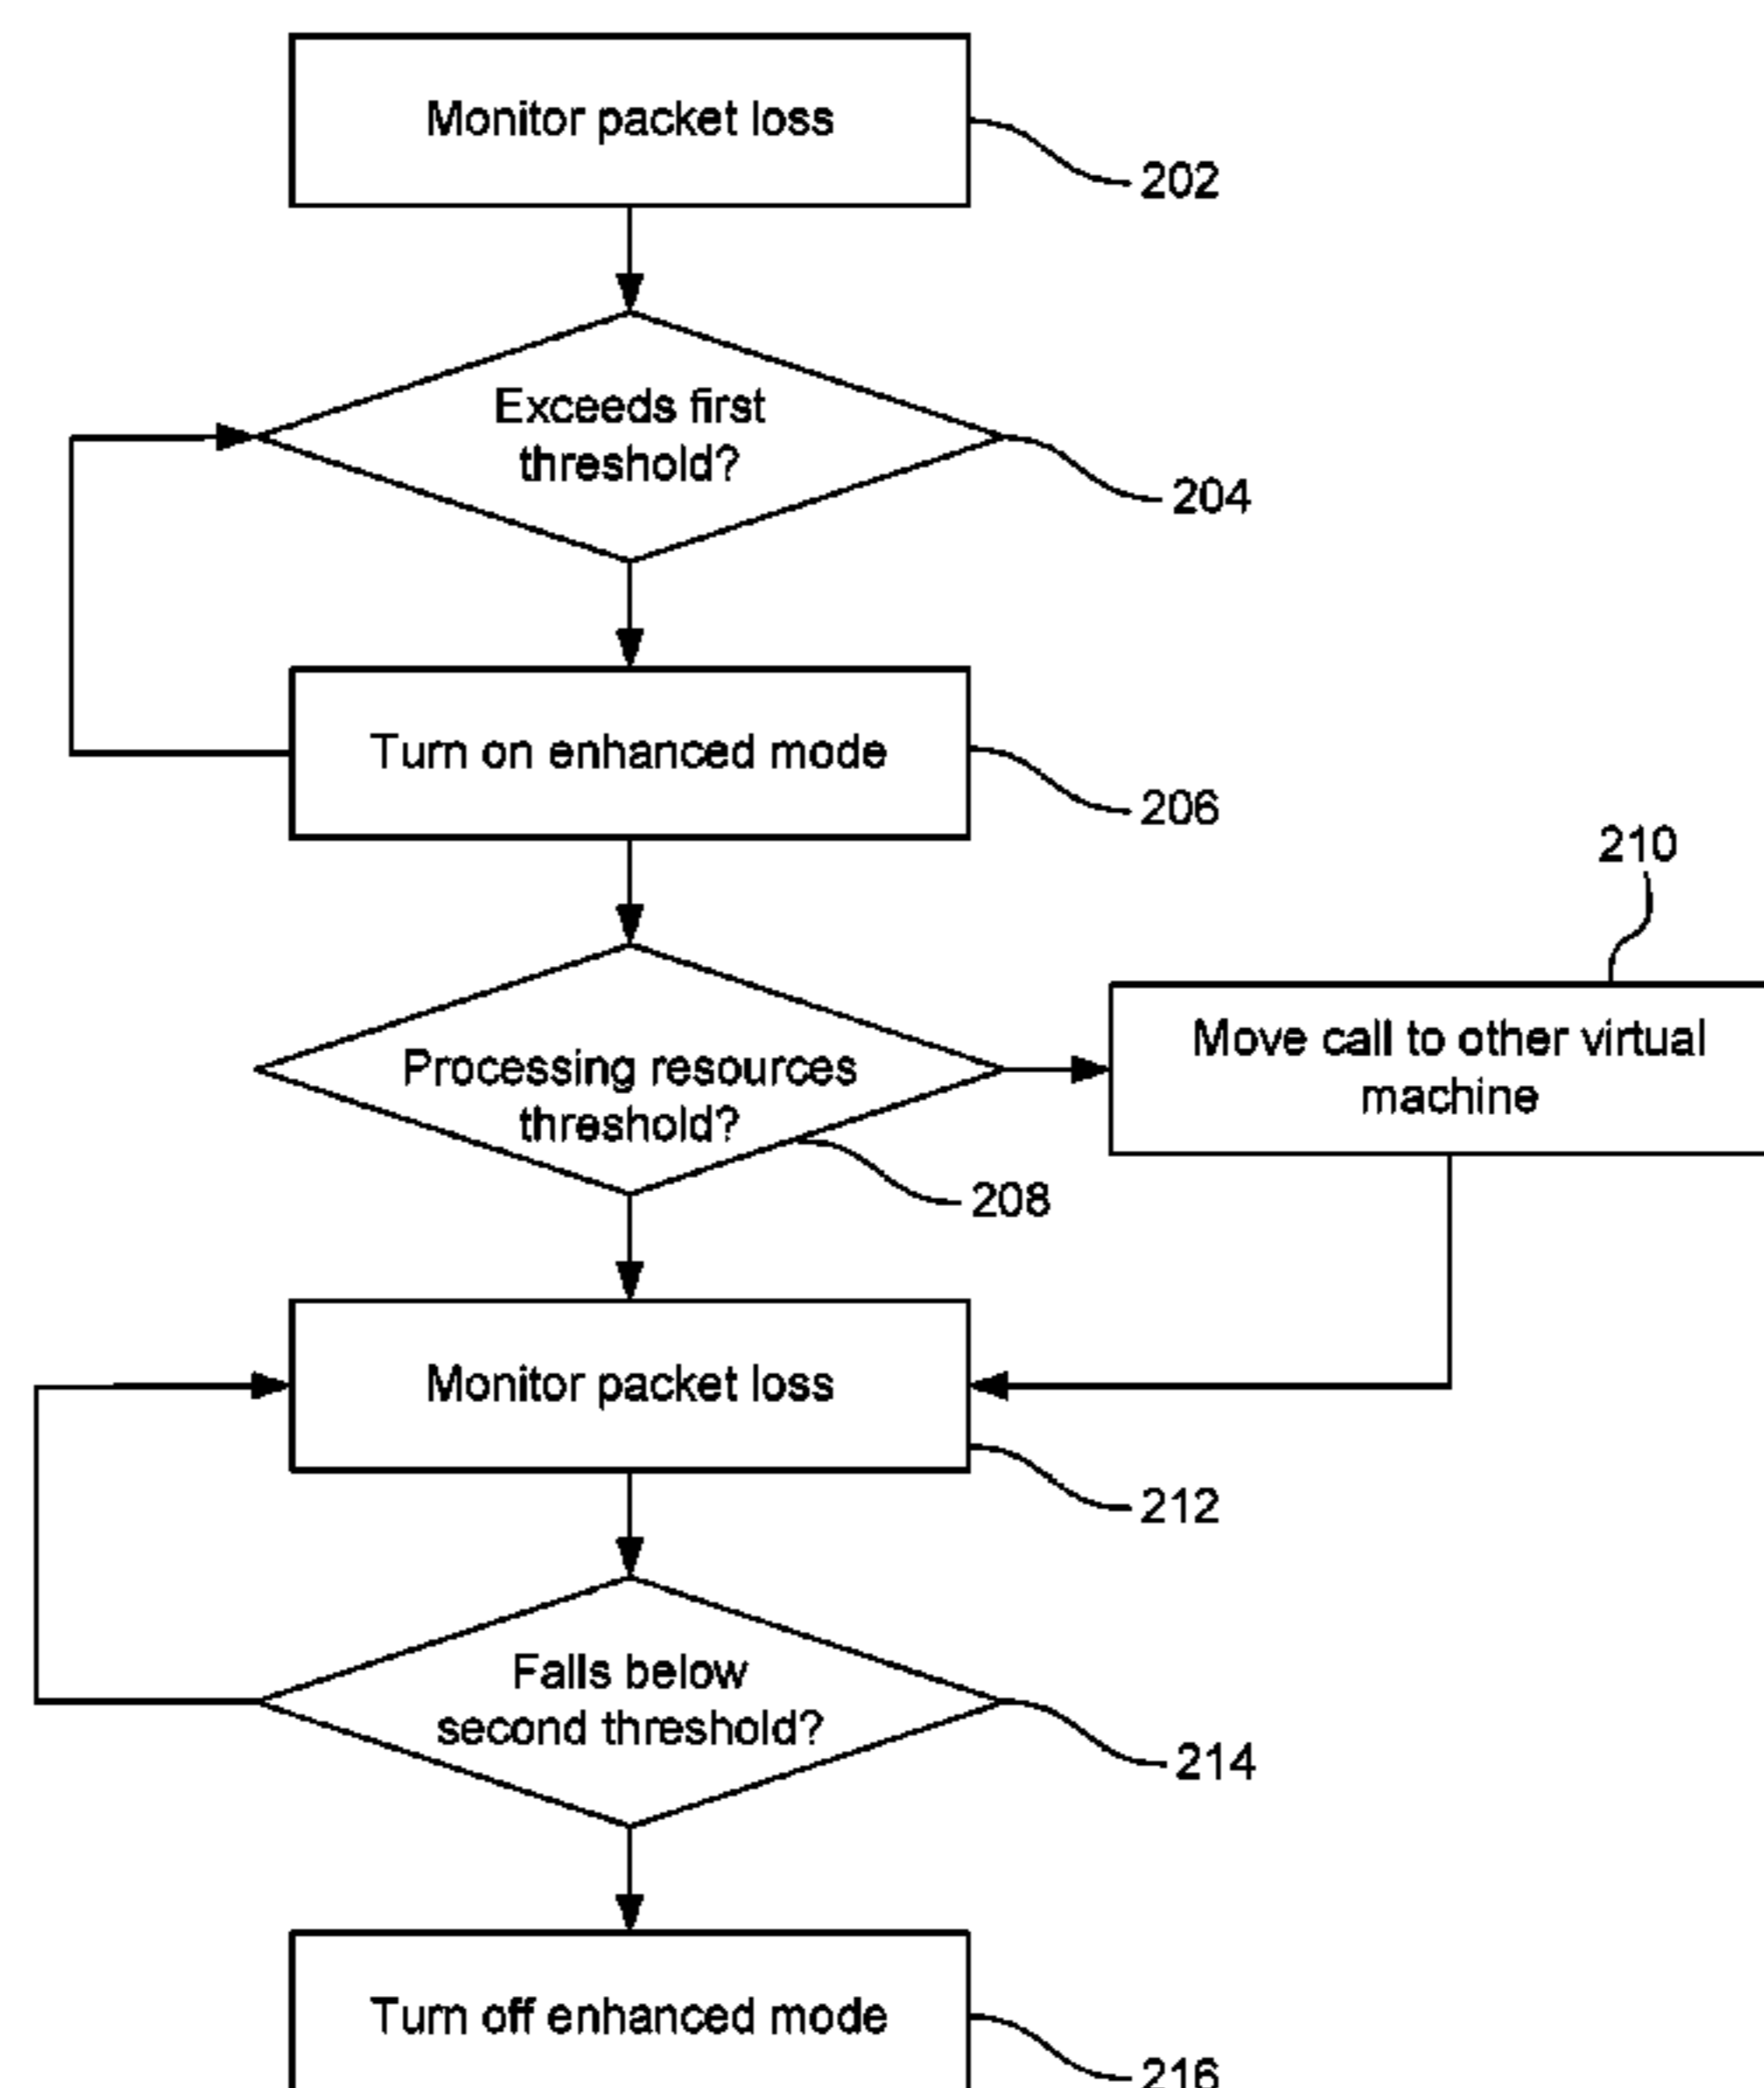 Monitor packet loss
202
Exceeds first
threshold?
204
Turn on enhanced mode
206
210
Move call to other virtual
machine
Processing resources
threshold?
208
Monitor packet loss
212
Falls below
second threshold?
214
Turn off enhanced mode
216